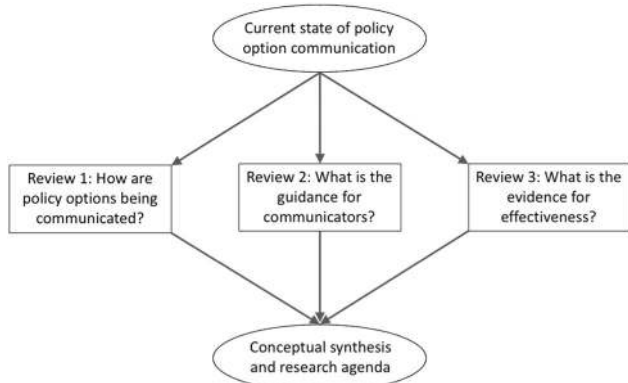 Current state of policy
option communication
Review 1: How are
policy options being
communicated?
Review 2: What is the
guidance for
communicators?
Review 3: What is the
evidence for
effectiveness?
Conceptual synthesis
and research agenda